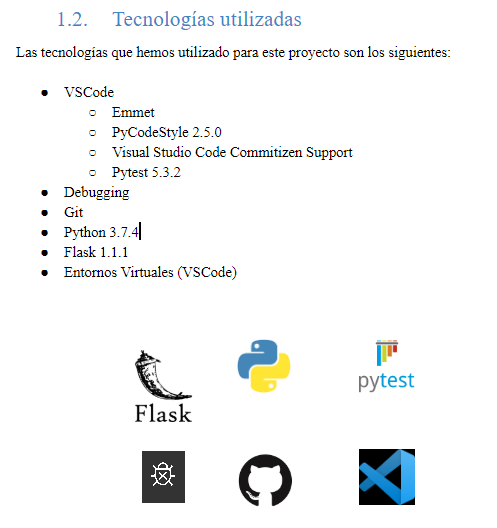 1.2. Tecnologías utilizadas
Las tecnologías que hemos utilizado para este proyecto son los siguientes:
● VSCode
○ Emmet
○ PyCodeStyle 2.5.0
○ Visual Studio Code Commitizen Support
○ Pytest 5.3.2
● Debugging
● Git
● Python 3.7.4
● Flask 1.1.1
● Entornos Virtuales (VSCode)
pytest
Flask